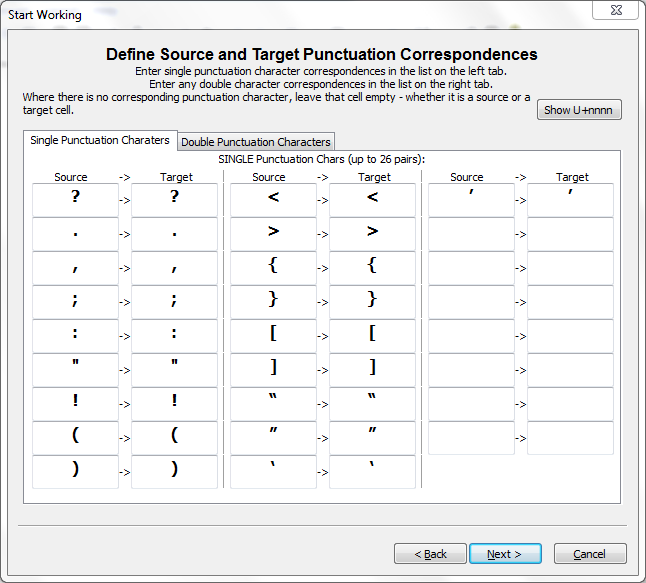 Start Working
Define Source and Target Punctuation Correspondences
Enter single punctuation character correspondences in the list on the left tab.
Enter any double character correspondences in the list on the right tab.
Where there is no corresponding punctuation character, leave that cell empty - whether it is a source or a
target cell.
Show U+nnnn
Single Punctuation Charaters Double Punctuation Characters
SINGLE Punctuation Chars (up to 26 pairs):
Source -> Target Source -> Target Source -> Target
? -> ? < -> < ’ -> ’
. -> . > -> > ->
, -> , { -> { ->
; -> ; } -> } ->
: -> : [ -> [ ->
" -> " ] -> ] ->
! -> ! “ -> “ ->
( -> ( ” -> ” ->
) -> ) ‘ -> ‘
< Back Next > Cancel